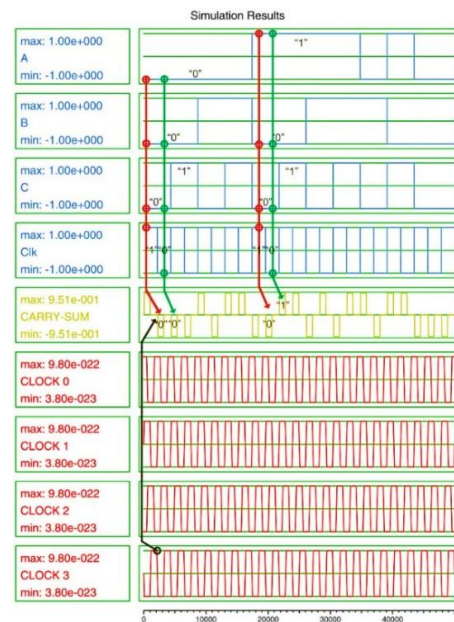 Simulation Results
max: 1.00e+000
A
min: -1.00e+000
"1"
"0"
max: 1.00e+000
B
min: -1.00e+000
"0" "0"
max: 1.00e+000
C
min: -1.00e+000
"1" "1"
"0" "0"
max: 1.00e+000
Clk
min: -1.00e+000
"1" "0" "1" "0"
max: 9.51e-001
CARRY-SUM
min: -9.51e-001
"1"
"0" "0" "0"
max: 9.80e-022
CLOCK 0
min: 3.80e-023
max: 9.80e-022
CLOCK 1
min: 3.80e-023
max: 9.80e-022
CLOCK 2
min: 3.80e-023
max: 9.80e-022
CLOCK 3
min: 3.80e-023
0 10000 20000 30000 40000